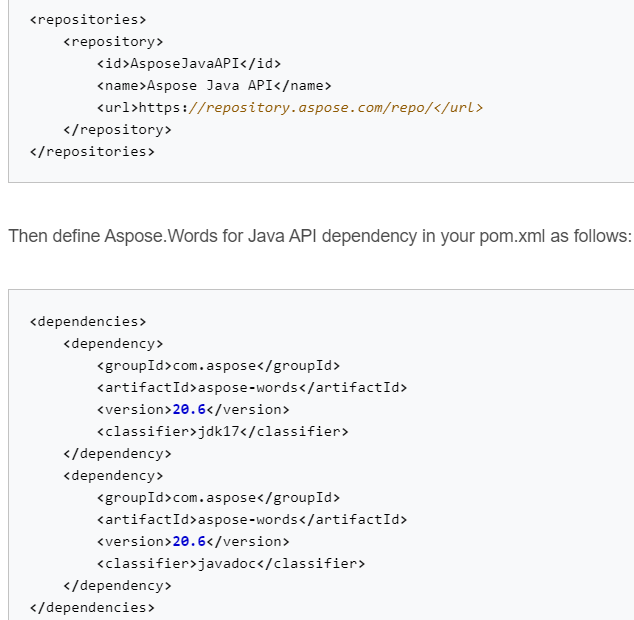 <repositories>
    <repository>
        <id>AsposeJavaAPI</id>
        <name>Aspose Java API</name>
        <url>https://repository.aspose.com/repo/</url>
    </repository>
</repositories>
Then define Aspose.Words for Java API dependency in your pom.xml as follows:
<dependencies>
    <dependency>
        <groupId>com.aspose</groupId>
        <artifactId>aspose-words</artifactId>
        <version>20.6</version>
        <classifier>jdk17</classifier>
    </dependency>
    <dependency>
        <groupId>com.aspose</groupId>
        <artifactId>aspose-words</artifactId>
        <version>20.6</version>
        <classifier>javadoc</classifier>
    </dependency>
</dependencies>